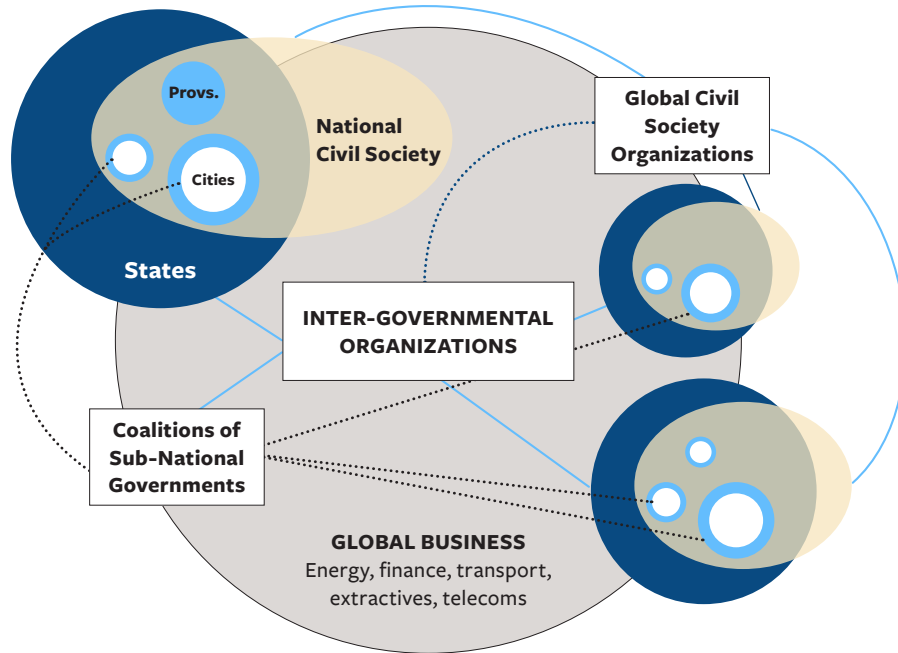 Provs.
National
Civil Society
Cities
States
Global Civil
Society
Organizations
INTER-GOVERNMENTAL
ORGANIZATIONS
Coalitions of
Sub-National
Governments
GLOBAL BUSINESS
Energy, finance, transport,
extractives, telecoms